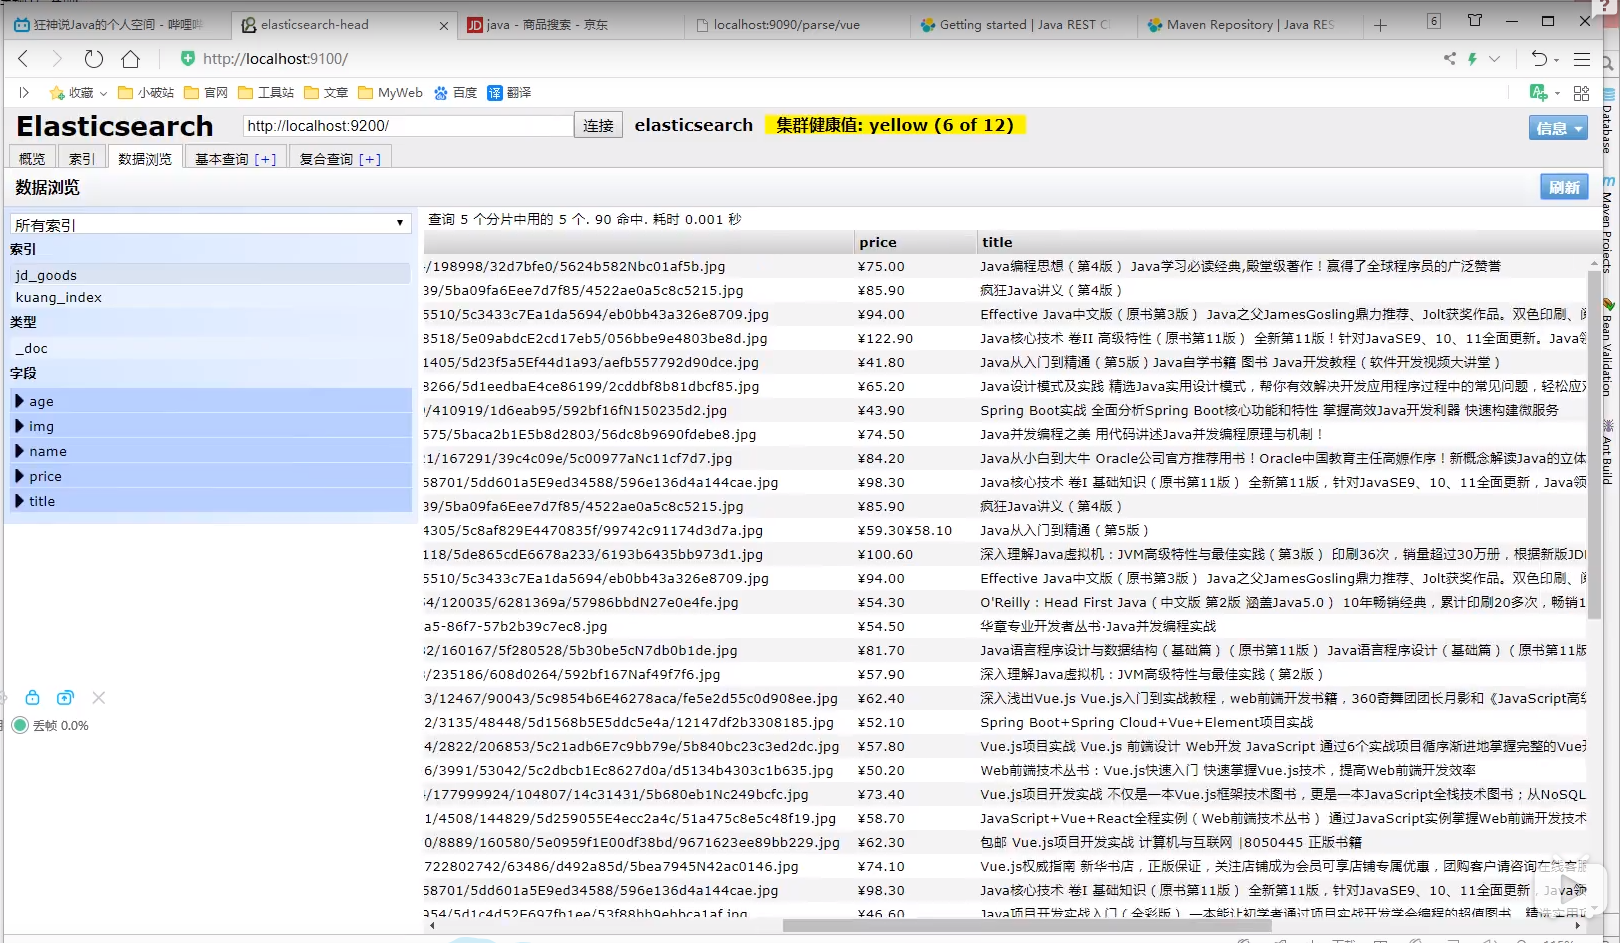 狂神说Java的个人空间 - 哔哩哔
elasticsearch-head
JD java - 商品搜索 - 京东
localhost:9090/parse/vue
Getting started | Java REST C
Maven Repository | Java RES
6
http://localhost:9100/
收藏 小破站 官网 工具站 文章 MyWeb 百度 译 翻译
Elasticsearch http://localhost:9200/ 连接 elasticsearch 集群健康值: yellow (6 of 12) 信息
概览 索引 数据浏览 基本查询 [+] 复合查询 [+]
数据浏览 刷新
所有索引
索引
jd_goods
kuang_index
类型
_doc
字段
age
img
name
price
title
丢帧 0.0%
查询 5 个分片中用的 5 个. 90 命中. 耗时 0.001 秒
price title
/198998/32d7bfe0/5624b582Nbc01af5b.jpg ¥75.00 Java编程思想（第4版） Java学习必读经典,殿堂级著作！赢得了全球程序员的广泛赞誉
39/5ba09fa6Eee7d7f85/4522ae0a5c8c5215.jpg ¥85.90 疯狂Java讲义（第4版）
5510/5c3433c7Ea1da5694/eb0bb43a326e8709.jpg ¥94.00 Effective Java中文版（原书第3版） Java之父JamesGosling鼎力推荐、Jolt获奖作品。双色印刷、
8518/5e09abdcE2cd17eb5/056bbe9e4803be8d.jpg ¥122.90 Java核心技术 卷II 高级特性（原书第11版） 全新第11版！针对JavaSE9、10、11全面更新。Java领
1405/5d23f5a5Ef44d1a93/aefb557792d90dce.jpg ¥41.80 Java从入门到精通（第5版）Java自学书籍 图书 Java开发教程（软件开发视频大讲堂）
8266/5d1eedbaE4ce86199/2cddbf8b81dbcf85.jpg ¥65.20 Java设计模式及实践 精选Java实用设计模式，帮你有效解决开发应用程序过程中的常见问题，轻松应对
/410919/1d6eab95/592bf16fN150235d2.jpg ¥43.90 Spring Boot实战 全面分析Spring Boot核心功能和特性 掌握高效Java开发利器 快速构建微服务
575/5baca2b1E5b8d2803/56dc8b9690fdebe8.jpg ¥74.50 Java并发编程之美 用代码讲述Java并发编程原理与机制！
21/167291/39c4c09e/5c00977aNc11cf7d7.jpg ¥84.20 Java从小白到大牛 Oracle公司官方推荐用书！Oracle中国教育主任高嫄作序！新概念解读Java的立体
58701/5dd601a5E9ed34588/596e136d4a144cae.jpg ¥98.30 Java核心技术 卷I 基础知识（原书第11版） 全新第11版，针对JavaSE9、10、11全面更新，Java领
39/5ba09fa6Eee7d7f85/4522ae0a5c8c5215.jpg ¥85.90 疯狂Java讲义（第4版）
4305/5c8af829E4470835f/99742c91174d3d7a.jpg ¥59.30¥58.10 Java从入门到精通（第5版）
118/5de865cdE6678a233/6193b6435bb973d1.jpg ¥100.60 深入理解Java虚拟机：JVM高级特性与最佳实践（第3版） 印刷36次，销量超过30万册，根据新版JD
5510/5c3433c7Ea1da5694/eb0bb43a326e8709.jpg ¥94.00 Effective Java中文版（原书第3版） Java之父JamesGosling鼎力推荐、Jolt获奖作品。双色印刷、
54/120035/6281369a/57986bbdN27e0e4fe.jpg ¥54.30 O'Reilly：Head First Java（中文版 第2版 涵盖Java5.0） 10年畅销经典，累计印刷20多次，畅销1
a5-86f7-57b2b39c7ec8.jpg ¥54.50 华章专业开发者丛书·Java并发编程实战
32/160167/5f280528/5b30be5cN7db0b1de.jpg ¥81.70 Java语言程序设计与数据结构（基础篇）（原书第11版） Java语言程序设计（基础篇）（原书第11版
/235186/608d0264/592bf167Naf49f7f6.jpg ¥57.90 深入理解Java虚拟机：JVM高级特性与最佳实践（第2版）
3/12467/90043/5c9854b6E46278aca/fe5e2d55c0d908ee.jpg ¥62.40 深入浅出Vue.js Vue.js入门到实战教程，web前端开发书籍，360奇舞团团长月影和《JavaScript高级
2/3135/48448/5d1568b5E5ddc5e4a/12147df2b3308185.jpg ¥52.10 Spring Boot+Spring Cloud+Vue+Element项目实战
4/2822/206853/5c21adb6E7c9bb79e/5b840bc23c3ed2dc.jpg ¥57.80 Vue.js项目实战 Vue.js 前端设计 Web开发 JavaScript 通过6个实战项目循序渐进地掌握完整的Vue开
6/3991/53042/5c2dbcb1Ec8627d0a/d5134b4303c1b635.jpg ¥50.20 Web前端技术丛书：Vue.js快速入门 快速掌握Vue.js技术，提高Web前端开发效率
/177999924/104807/14c31431/5b680eb1Nc249bcfc.jpg ¥73.40 Vue.js项目开发实战 不仅是一本Vue.js框架技术图书，更是一本JavaScript全栈技术图书；从NoSQL
1/4508/144829/5d259055E4ecc2a4c/51a475c8e5c48f19.jpg ¥58.70 JavaScript+Vue+React全程实例（Web前端技术丛书） 通过JavaScript实例掌握Web前端开发技术
0/8889/160580/5e0959f1E00df38bd/9671623ee89bb229.jpg ¥62.30 包邮 Vue.js项目开发实战 计算机与互联网 |8050445 正版书籍
722802742/63486/d492a85d/5bea7945N42ac0146.jpg ¥74.10 Vue.js权威指南 新华书店，正版保证，关注店铺成为会员可享店铺专属优惠，团购客户请咨询在线客服
58701/5dd601a5E9ed34588/596e136d4a144cae.jpg ¥98.30 Java核心技术 卷I 基础知识（原书第11版） 全新第11版，针对JavaSE9、10、11全面更新，Java领
954/5d1c4d52E697fb1ee/53f88bb9ebbca1af.jpg ¥46.60 Java项目开发实战入门（全彩版） 一本能让初学者通过项目实战开发学会编程的超值图书，精选实用项
Database
Maven Projects
Bean Validation
Ant Build